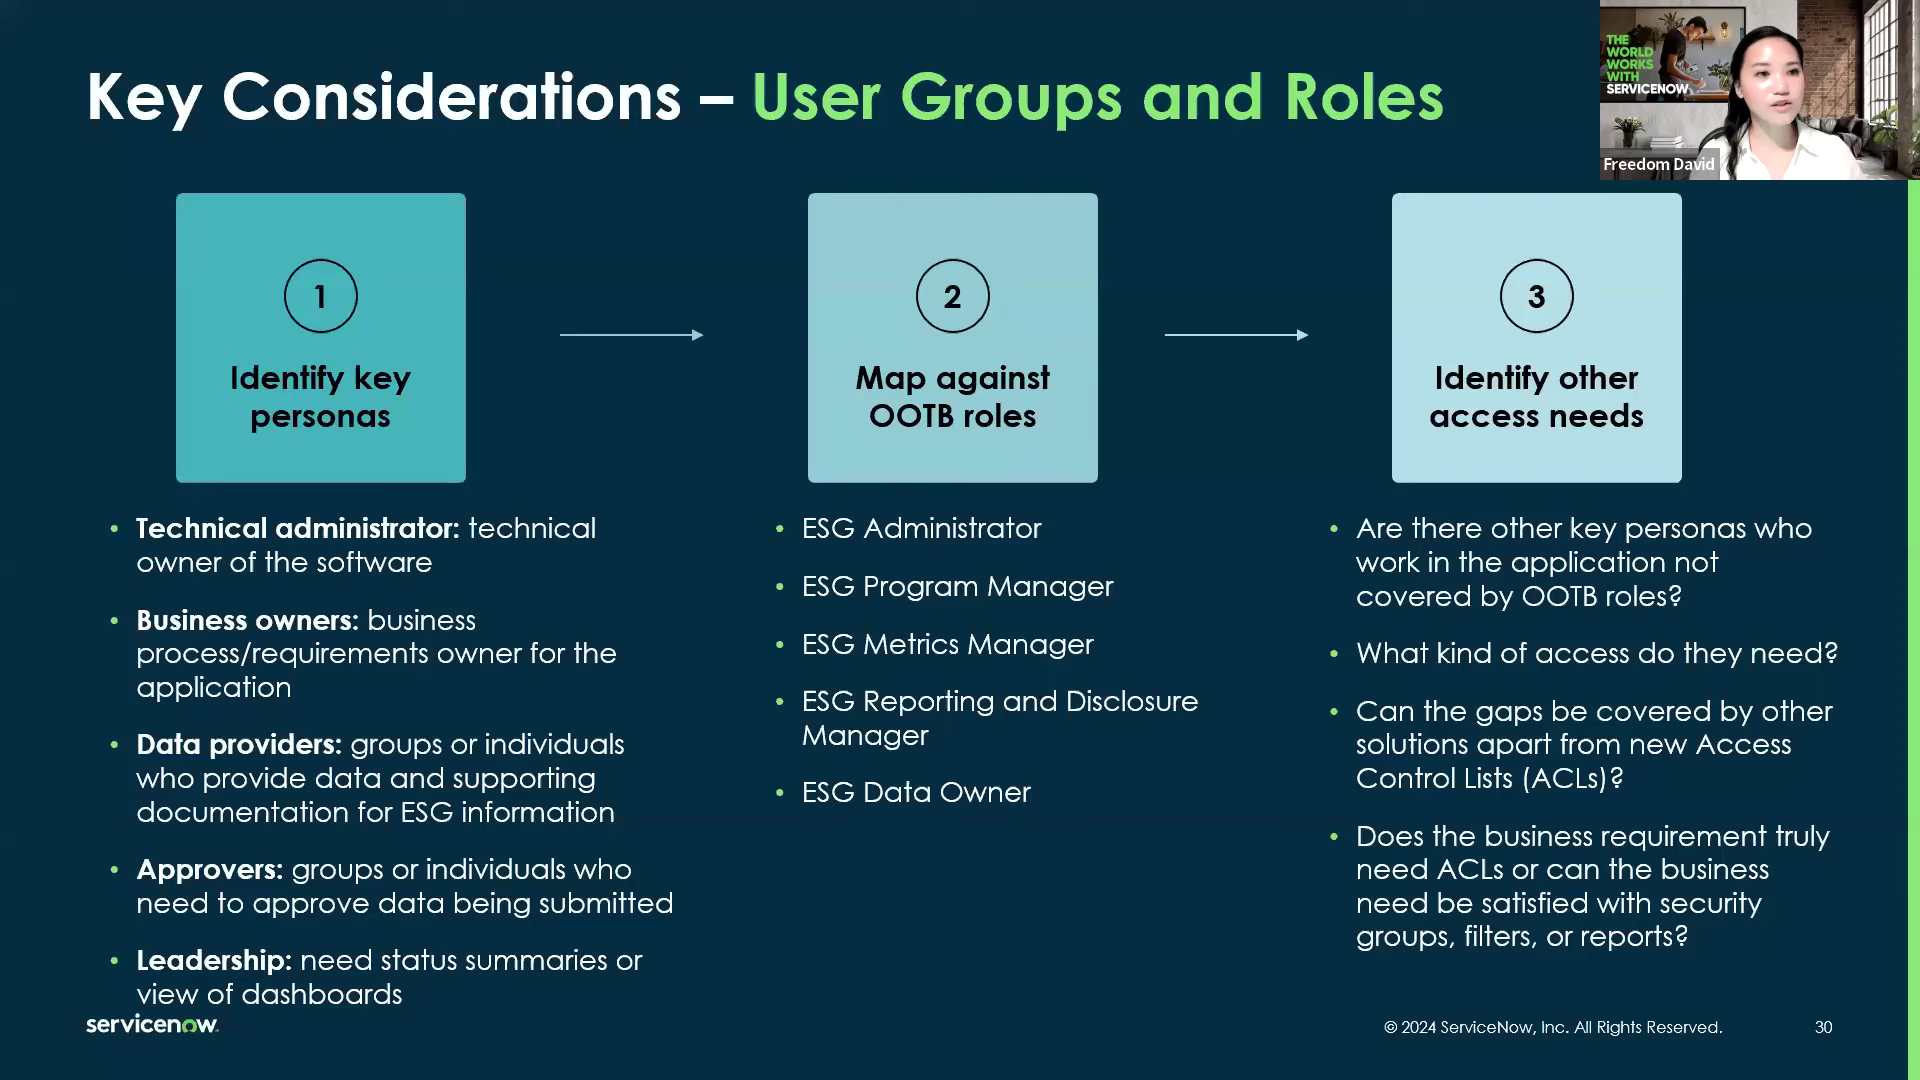 Key Considerations – User Groups and Roles
THE
WORLD
WORKS
WITH
SERVICENOW
Freedom David
1
Identify key
personas
2
Map against
OOTB roles
3
Identify other
access needs
• Technical administrator: technical
owner of the software
• Business owners: business
process/requirements owner for the
application
• Data providers: groups or individuals
who provide data and supporting
documentation for ESG information
• Approvers: groups or individuals who
need to approve data being submitted
• Leadership: need status summaries or
view of dashboards
• ESG Administrator
• ESG Program Manager
• ESG Metrics Manager
• ESG Reporting and Disclosure
Manager
• ESG Data Owner
• Are there other key personas who
work in the application not
covered by OOTB roles?
• What kind of access do they need?
• Can the gaps be covered by other
solutions apart from new Access
Control Lists (ACLs)?
• Does the business requirement truly
need ACLs or can the business
need be satisfied with security
groups, filters, or reports?
servicenow
© 2024 ServiceNow, Inc. All Rights Reserved.
30